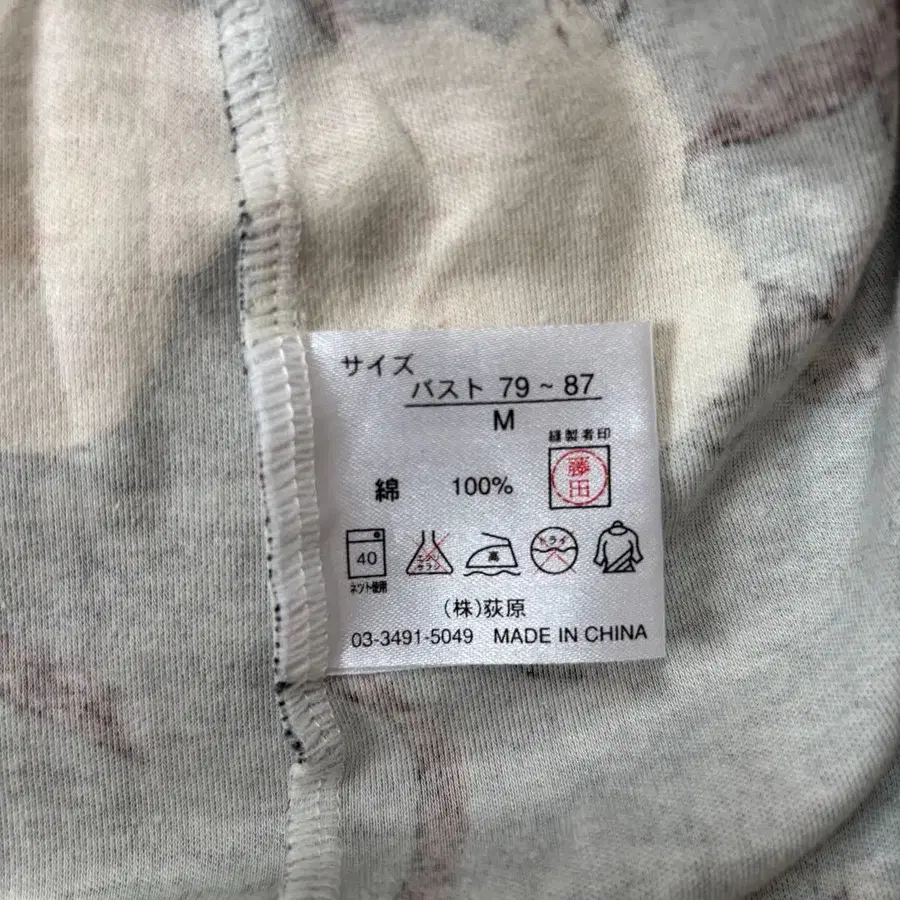 サイズ
バスト 79 ~ 87
M
縫製者印
藤田
綿 100%
40
エンソ
サラシ
高
ドライ
ネット使用
(株)荻原
03-3491-5049 MADE IN CHINA